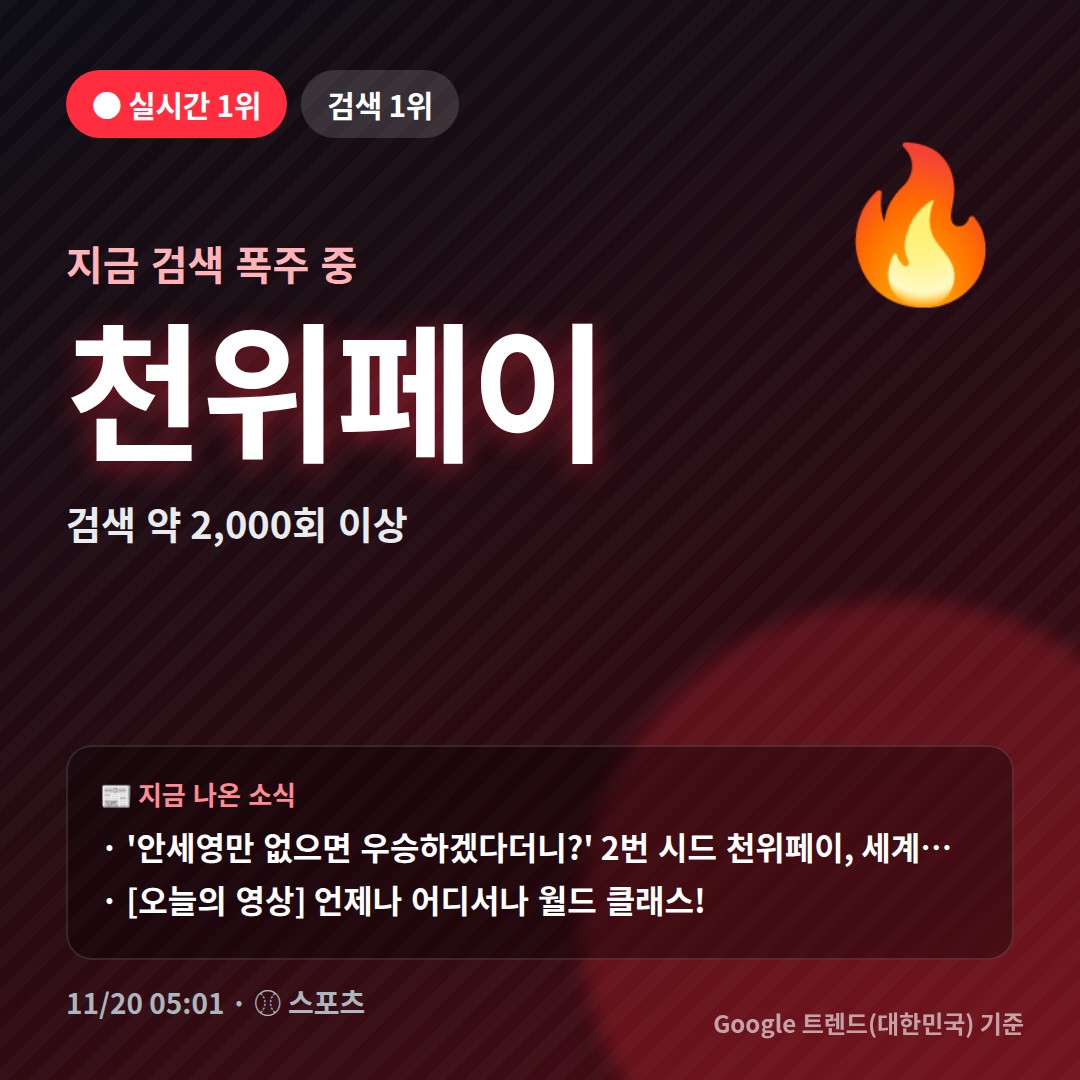 실시간 1위
검색 1위
지금 검색 폭주 중
천위페이
검색 약 2,000회 이상
지금 나온 소식
· '안세영만 없으면 우승하겠다더니?' 2번 시드 천위페이, 세계…
· [오늘의 영상] 언제나 어디서나 월드 클래스!
11/20 05:01 · 스포츠
Google 트렌드(대한민국) 기준